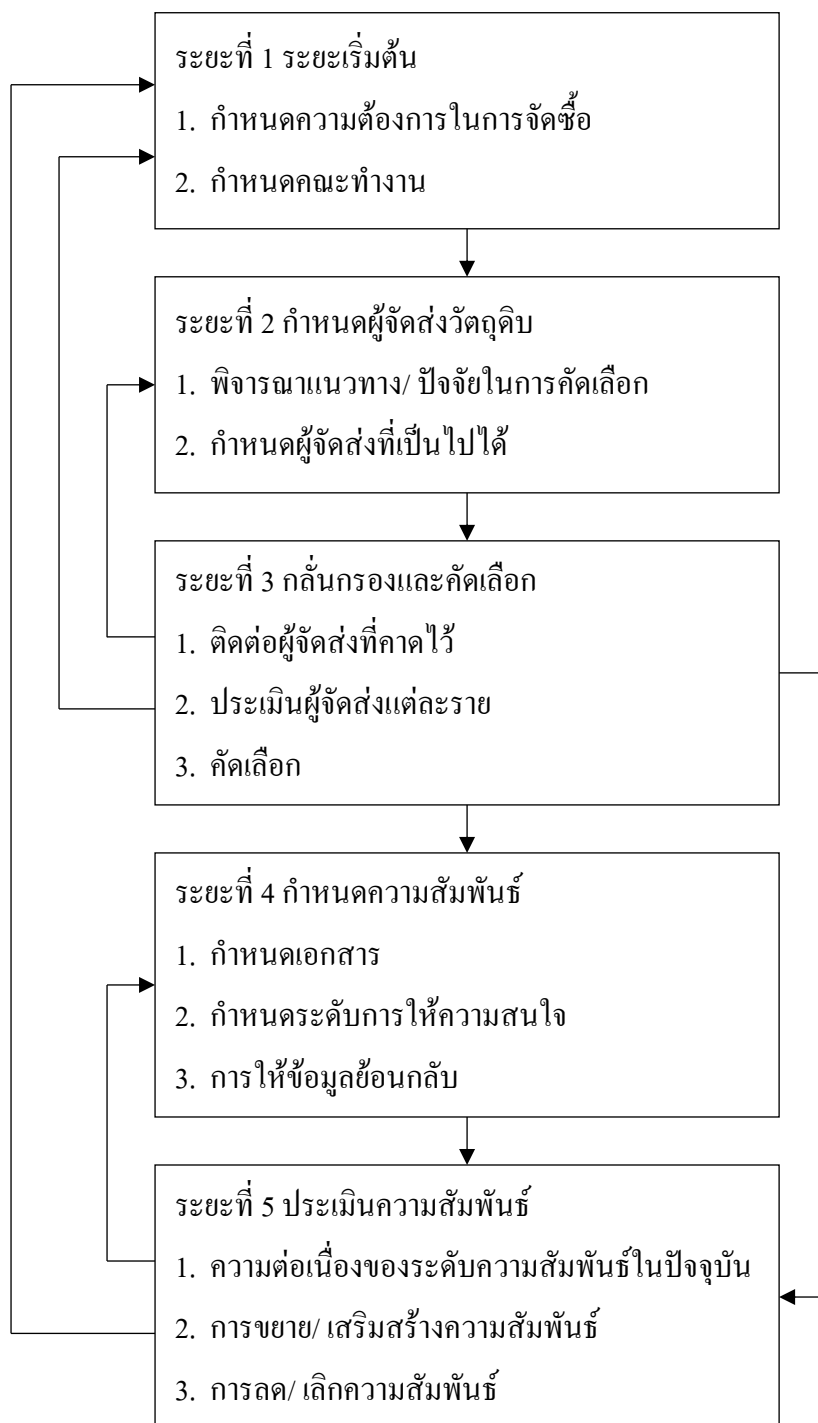 ระยะที่ 1 ระยะเริ่มต้น
1. กำหนดความต้องการในการจัดซื้อ
2. กำหนดคณะทำงาน
ระยะที่ 2 กำหนดผู้จัดส่งวัตถุดิบ
1. พิจารณาแนวทาง/ ปัจจัยในการคัดเลือก
2. กำหนดผู้จัดส่งที่เป็นไปได้
ระยะที่ 3 กลั่นกรองและคัดเลือก
1. ติดต่อผู้จัดส่งที่คาดไว้
2. ประเมินผู้จัดส่งแต่ละราย
3. คัดเลือก
ระยะที่ 4 กำหนดความสัมพันธ์
1. กำหนดเอกสาร
2. กำหนดระดับการให้ความสนใจ
3. การให้ข้อมูลย้อนกลับ
ระยะที่ 5 ประเมินความสัมพันธ์
1. ความต่อเนื่องของระดับความสัมพันธ์ในปัจจุบัน
2. การขยาย/ เสริมสร้างความสัมพันธ์
3. การลด/ เลิกความสัมพันธ์